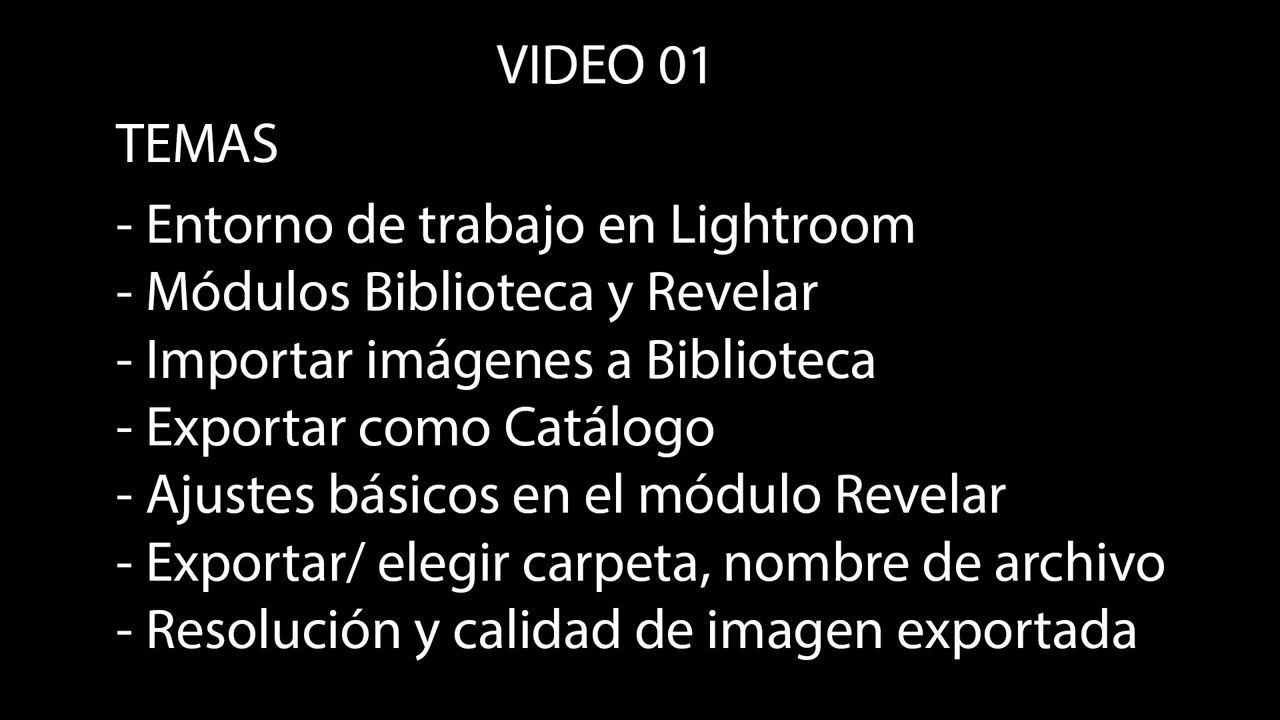 VIDEO 01
TEMAS
- Entorno de trabajo en Lightroom
- Módulos Biblioteca y Revelar
- Importar imágenes a Biblioteca
- Exportar como Catálogo
- Ajustes básicos en el módulo Revelar
- Exportar/ elegir carpeta, nombre de archivo
- Resolución y calidad de imagen exportada